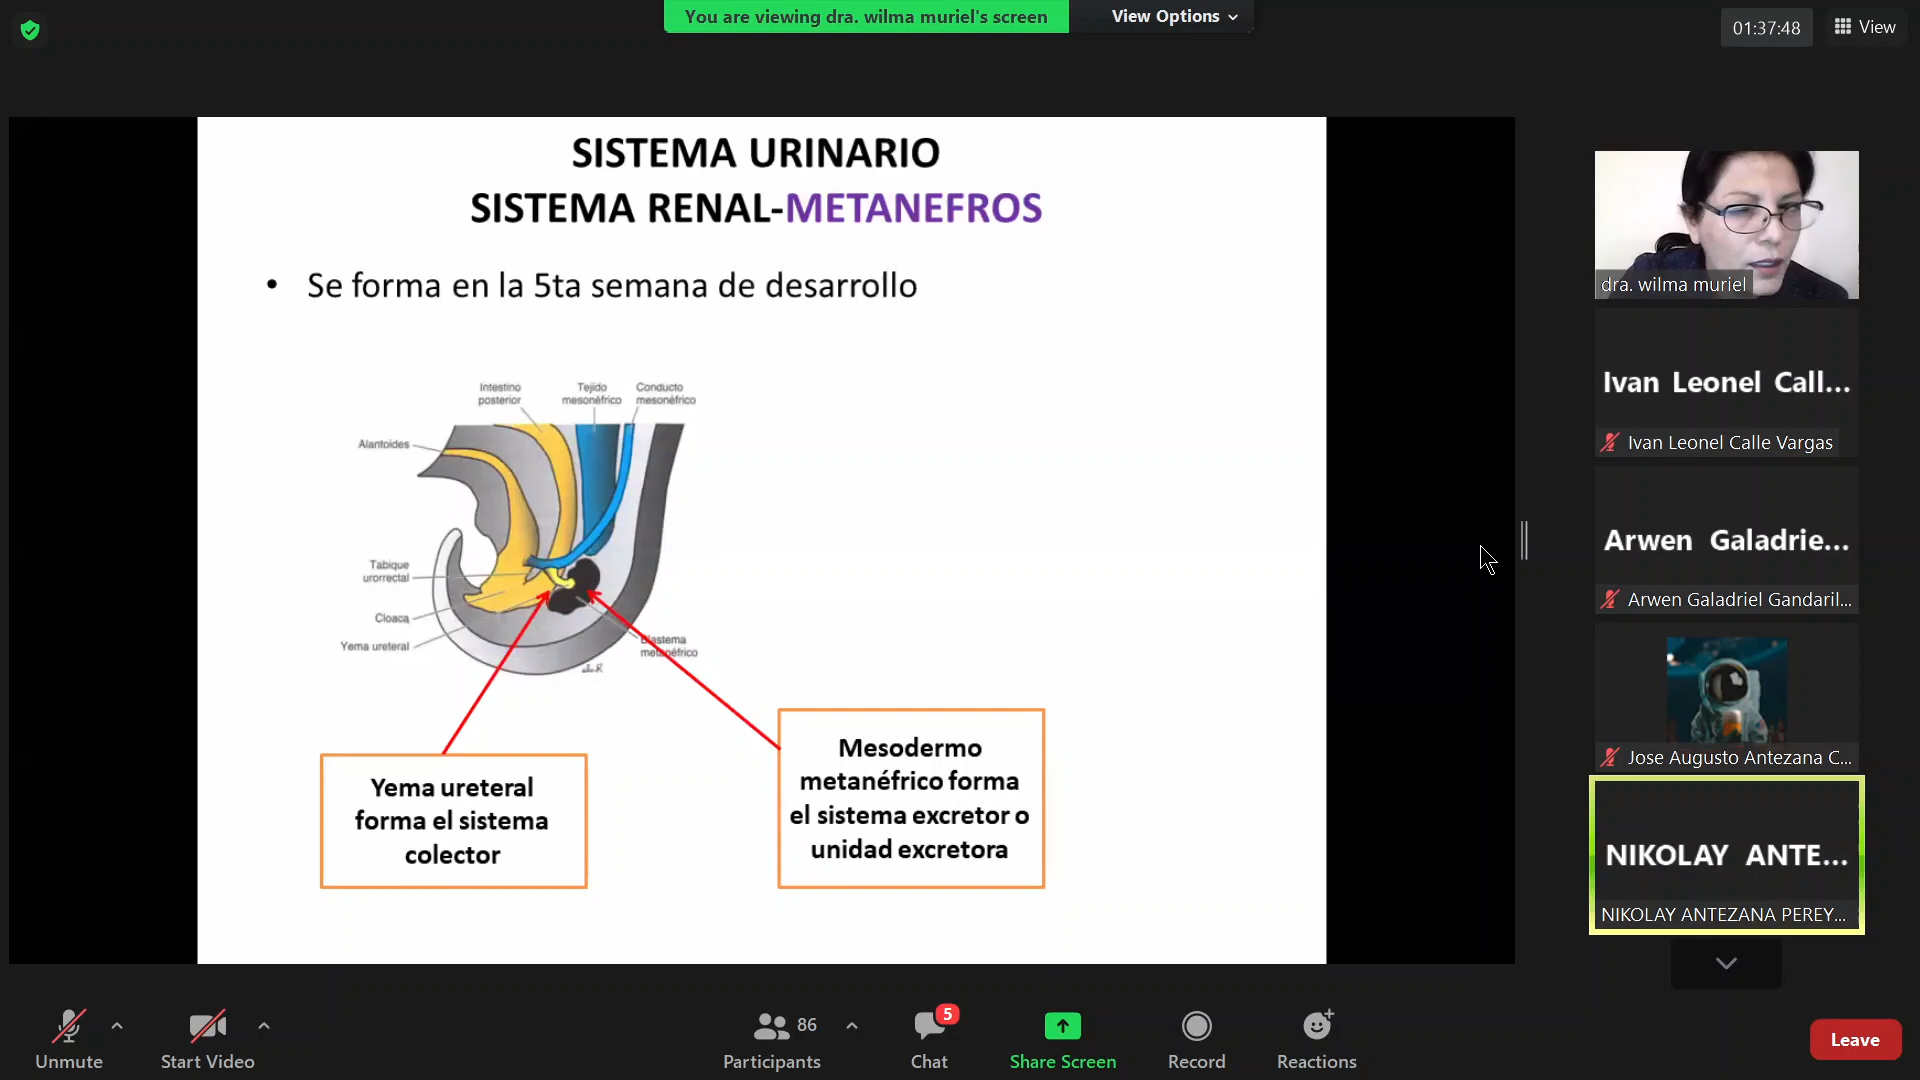 You are viewing dra. wilma muriel's screen
View Options
01:37:48
View
SISTEMA URINARIO
SISTEMA RENAL-METANEFROS
• Se forma en la 5ta semana de desarrollo
Intestino
posterior
Tejido
mesonéfrico
Conducto
mesonéfrico
Alantoides
Tabique
urorrectal
Cloaca
Yema ureteral
Blastema
metanéfrico
Yema ureteral
forma el sistema
colector
Mesodermo
metanéfrico forma
el sistema excretor o
unidad excretora
dra. wilma muriel
Ivan Leonel Call...
Ivan Leonel Calle Vargas
Arwen Galadrie...
Arwen Galadriel Gandaril...
Jose Augusto Antezana C...
NIKOLAY ANTE...
NIKOLAY ANTEZANA PEREY...
Unmute
Start Video
86
Participants
5
Chat
Share Screen
Record
Reactions
Leave